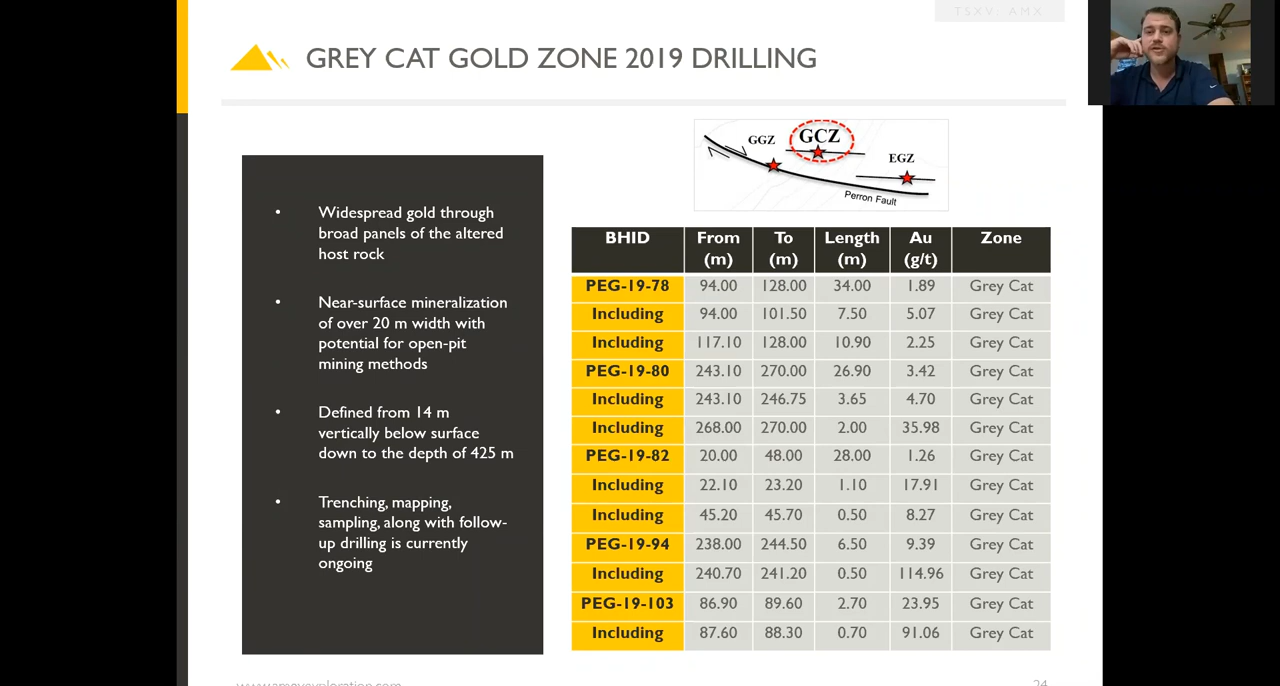 TSXV: AMX
GREY CAT GOLD ZONE 2019 DRILLING
GGZ
GCZ
EGZ
Perron Fault
• Widespread gold through
broad panels of the altered
host rock
• Near-surface mineralization
of over 20 m width with
potential for open-pit
mining methods
• Defined from 14 m
vertically below surface
down to the depth of 425 m
• Trenching, mapping,
sampling, along with follow-
up drilling is currently
ongoing
BHID From (m) To (m) Length (m) Au (g/t) Zone
PEG-19-78 94.00 128.00 34.00 1.89 Grey Cat
Including 94.00 101.50 7.50 5.07 Grey Cat
Including 117.10 128.00 10.90 2.25 Grey Cat
PEG-19-80 243.10 270.00 26.90 3.42 Grey Cat
Including 243.10 246.75 3.65 4.70 Grey Cat
Including 268.00 270.00 2.00 35.98 Grey Cat
PEG-19-82 20.00 48.00 28.00 1.26 Grey Cat
Including 22.10 23.20 1.10 17.91 Grey Cat
Including 45.20 45.70 0.50 8.27 Grey Cat
PEG-19-94 238.00 244.50 6.50 9.39 Grey Cat
Including 240.70 241.20 0.50 114.96 Grey Cat
PEG-19-103 86.90 89.60 2.70 23.95 Grey Cat
Including 87.60 88.30 0.70 91.06 Grey Cat
24